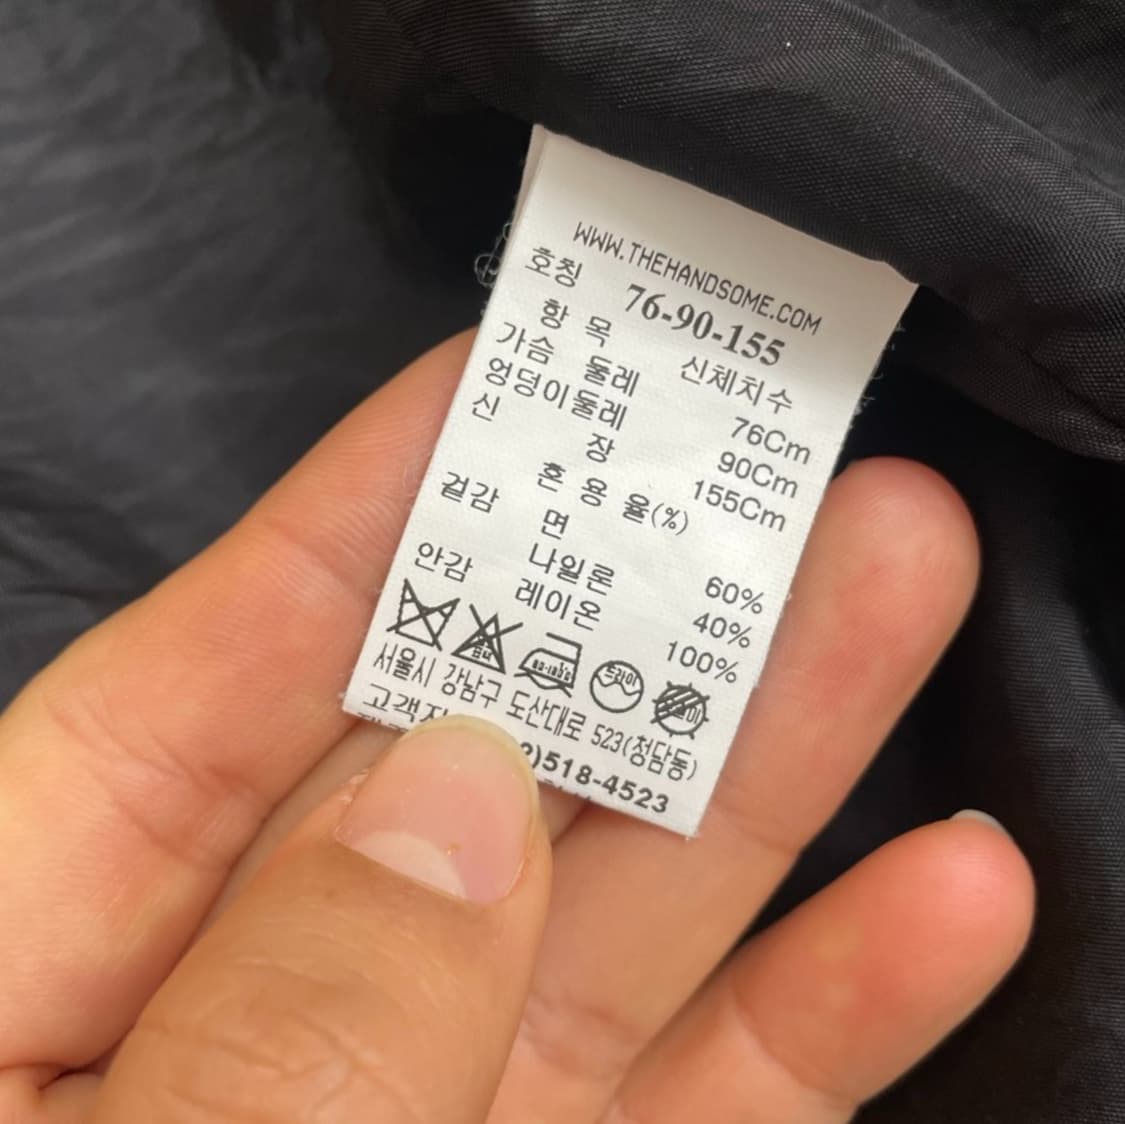 WWW.THEHANDSOME.COM
호칭 76-90-155
항 목 신체치수
가슴 둘레 76Cm
엉덩이둘레 90Cm
신 장 155Cm
혼 용 율(%)
겉감 면 60%
나일론 40%
안감 레이온 100%
드라이
서울시 강남구 도산대로 523(청담동)
)518-4523